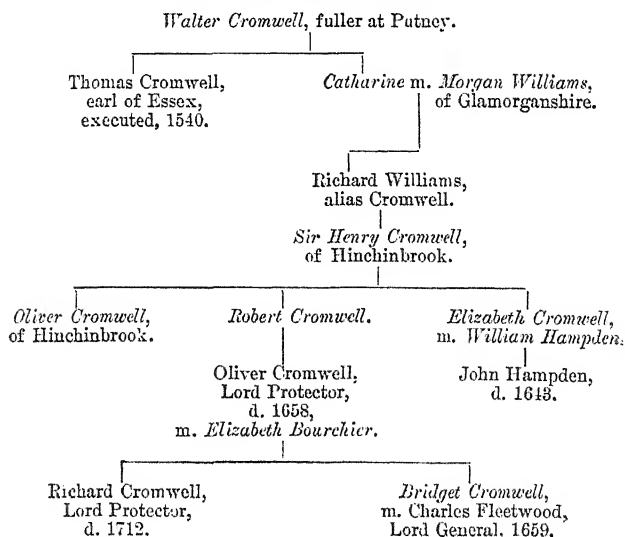 Walter Cromwell, fuller at Putney.
Thomas Cromwell,
earl of Essex,
executed, 1540.
Catharine m. Morgan Williams,
of Glamorganshire.
Richard Williams,
alias Cromwell.
Sir Henry Cromwell,
of Hinchinbrook.
Oliver Cromwell,
of Hinchinbrook.
Robert Cromwell.
Elizabeth Cromwell,
m. William Hampden.
Oliver Cromwell,
Lord Protector,
d. 1658,
m. Elizabeth Bourchier.
John Hampden,
d. 1643.
Richard Cromwell,
Lord Protector,
d. 1712.
Bridget Cromwell,
m. Charles Fleetwood,
Lord General, 1659.